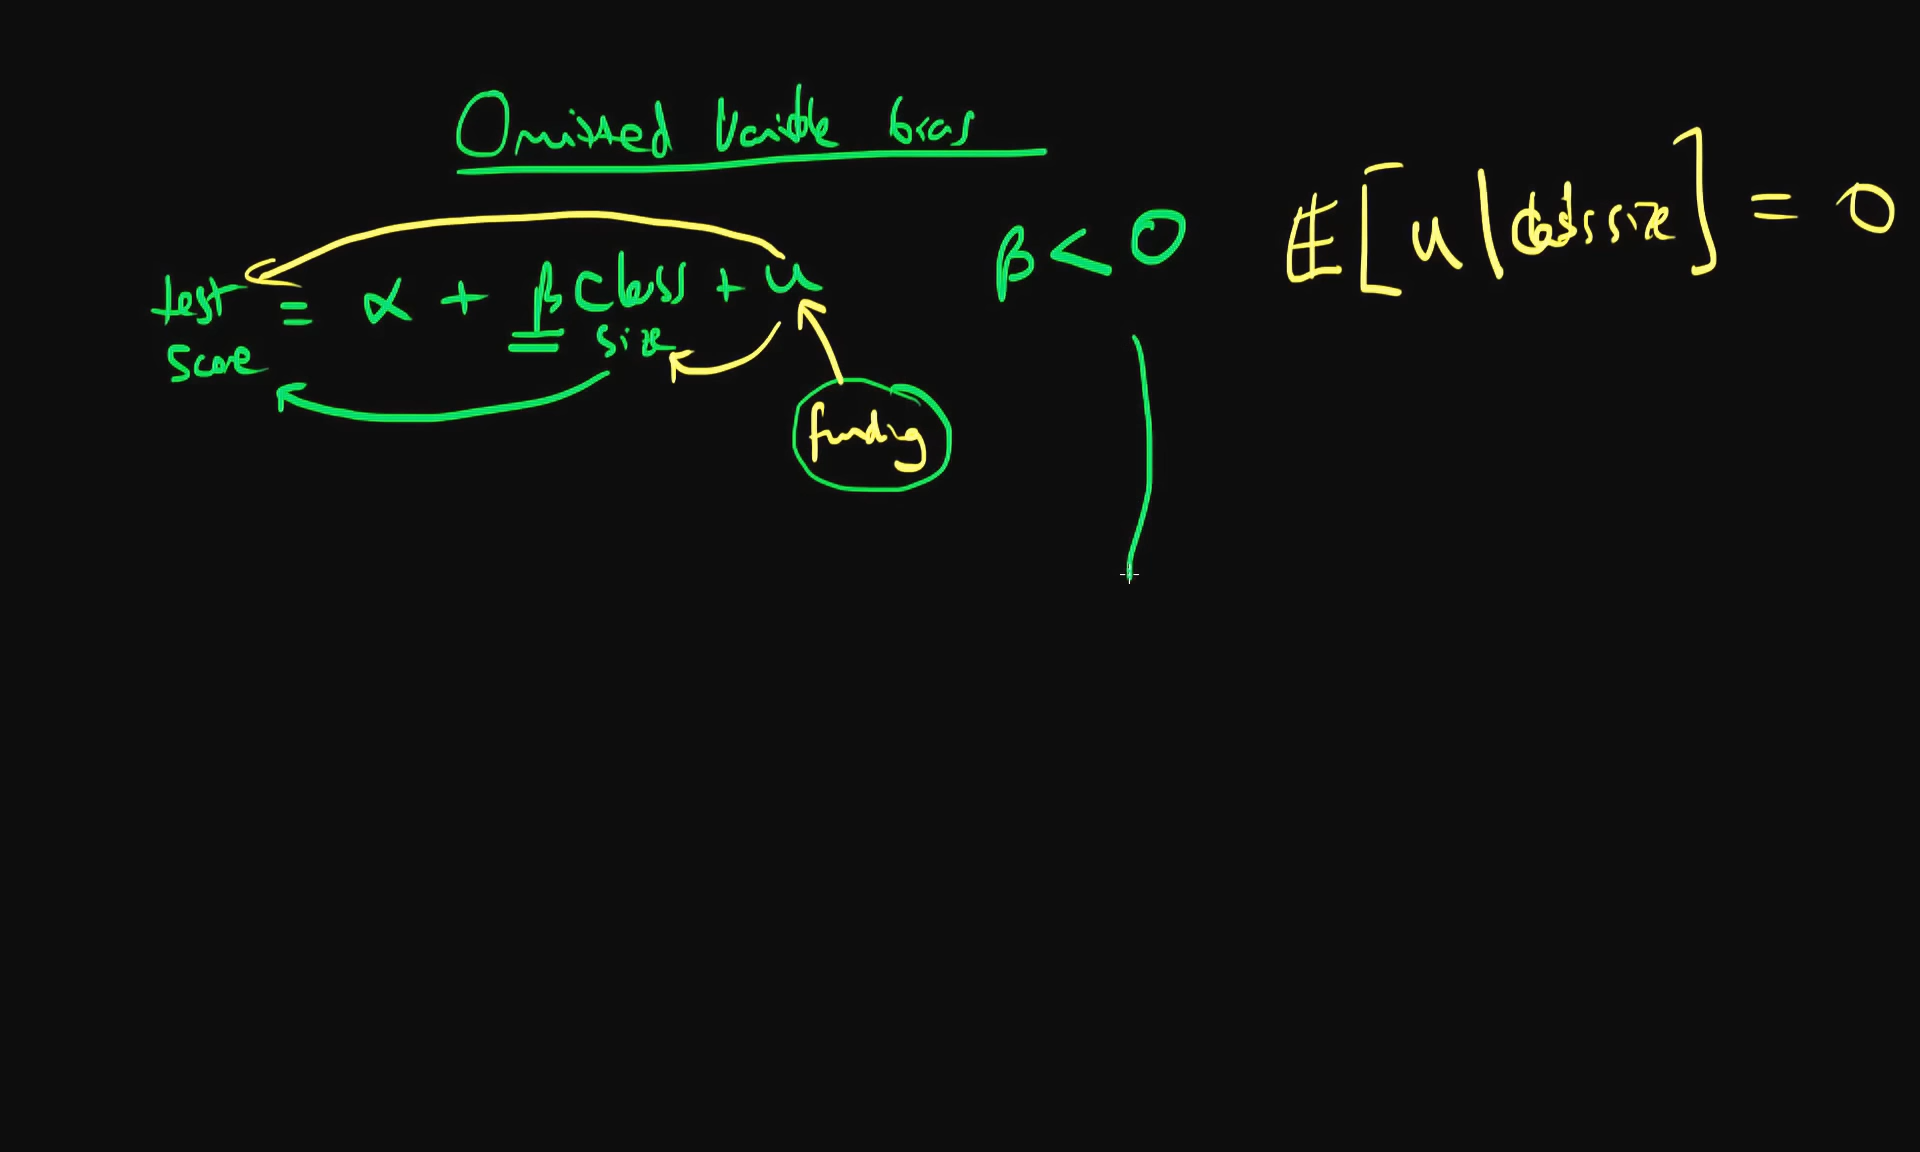 Omitted Variable bias
test score = α + β class size + u
β < 0
E[u | class size] = 0
funding